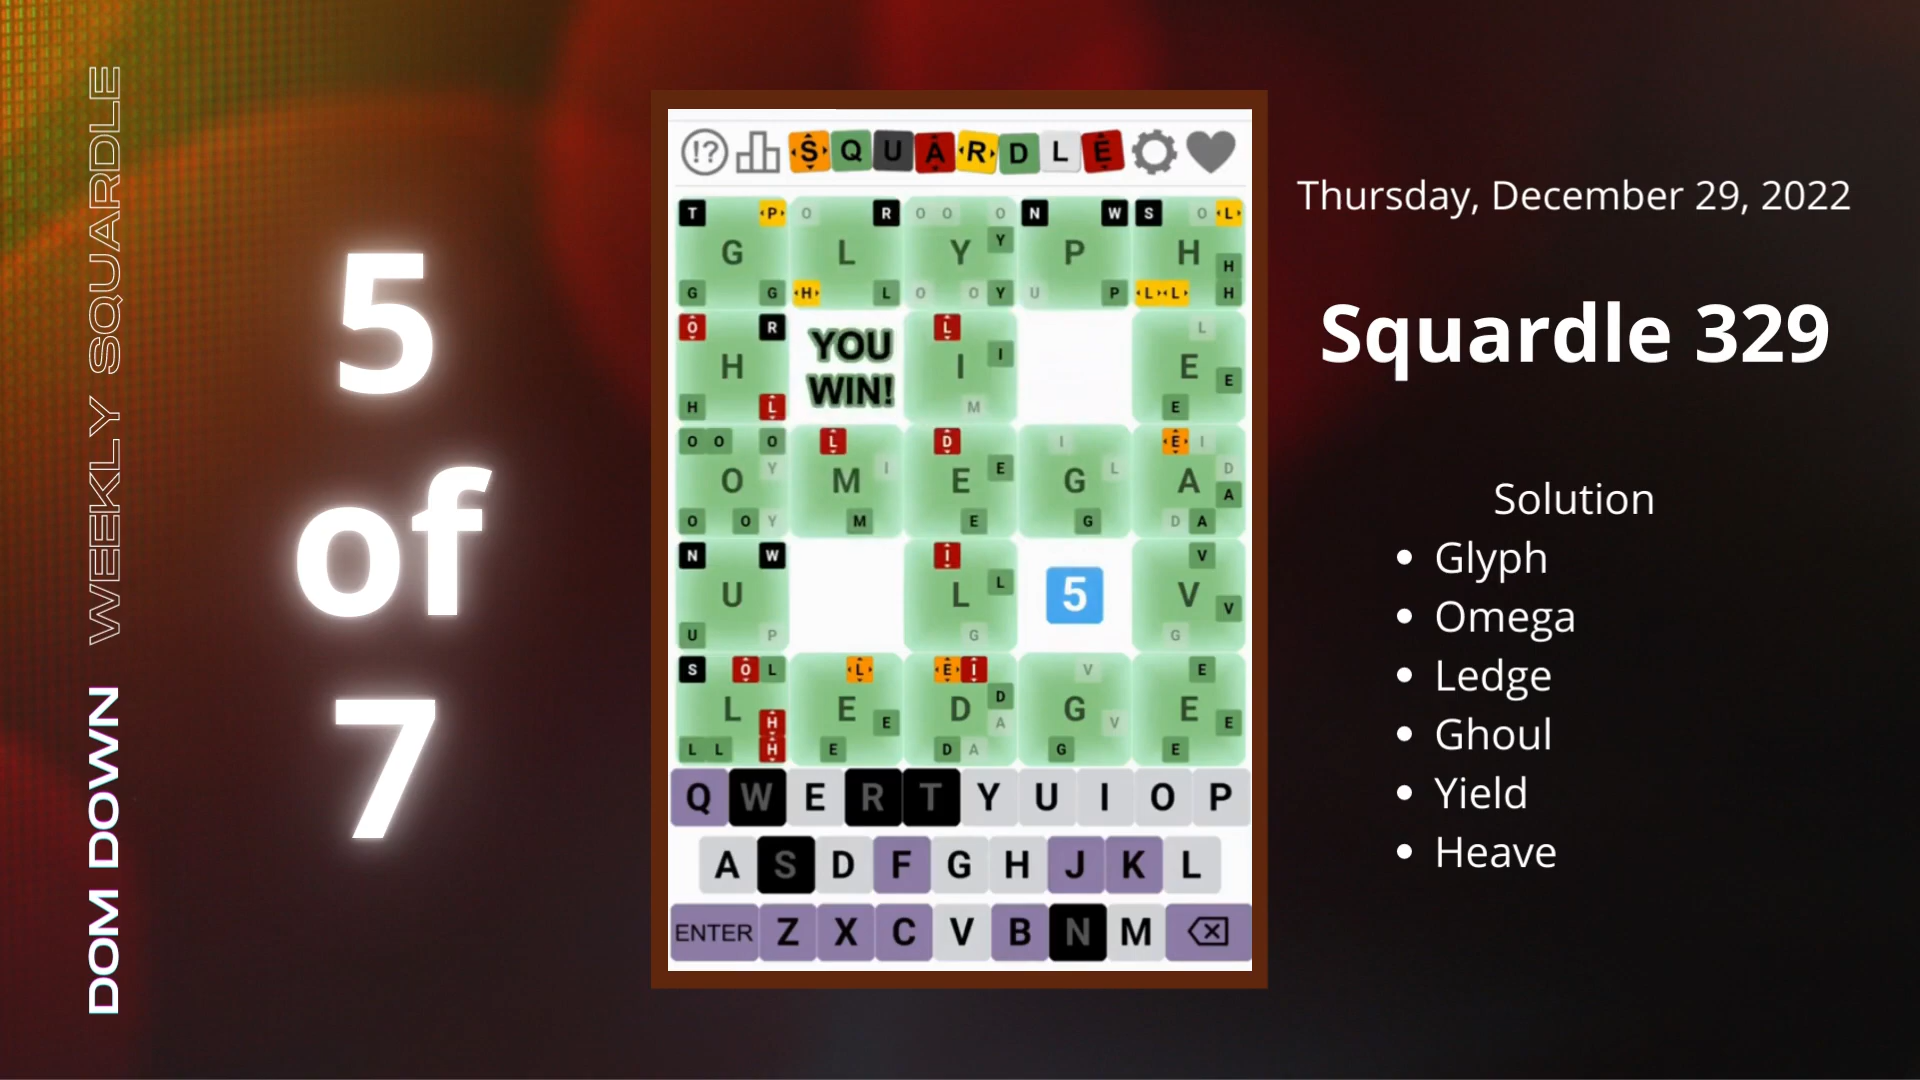 DOM DOWN WEEKLY SQUARDLE
5
of
7
!? SQUARDLE
T P O R O O O N W S O L
G L Y Y P H H
G G H L O O Y U P L L H
O R YOU L L
H WIN! I I E E
H L M E
O O O L D I E I
O Y M I E E G L A D A
O O Y M E G D A
N W I V
U L L 5 V V
U P G G
S O L L E I V E
L H E E D D A G V E E
L L H E D A G E
Q W E R T Y U I O P
A S D F G H J K L
ENTER Z X C V B N M
Thursday, December 29, 2022
Squardle 329
Solution
• Glyph
• Omega
• Ledge
• Ghoul
• Yield
• Heave